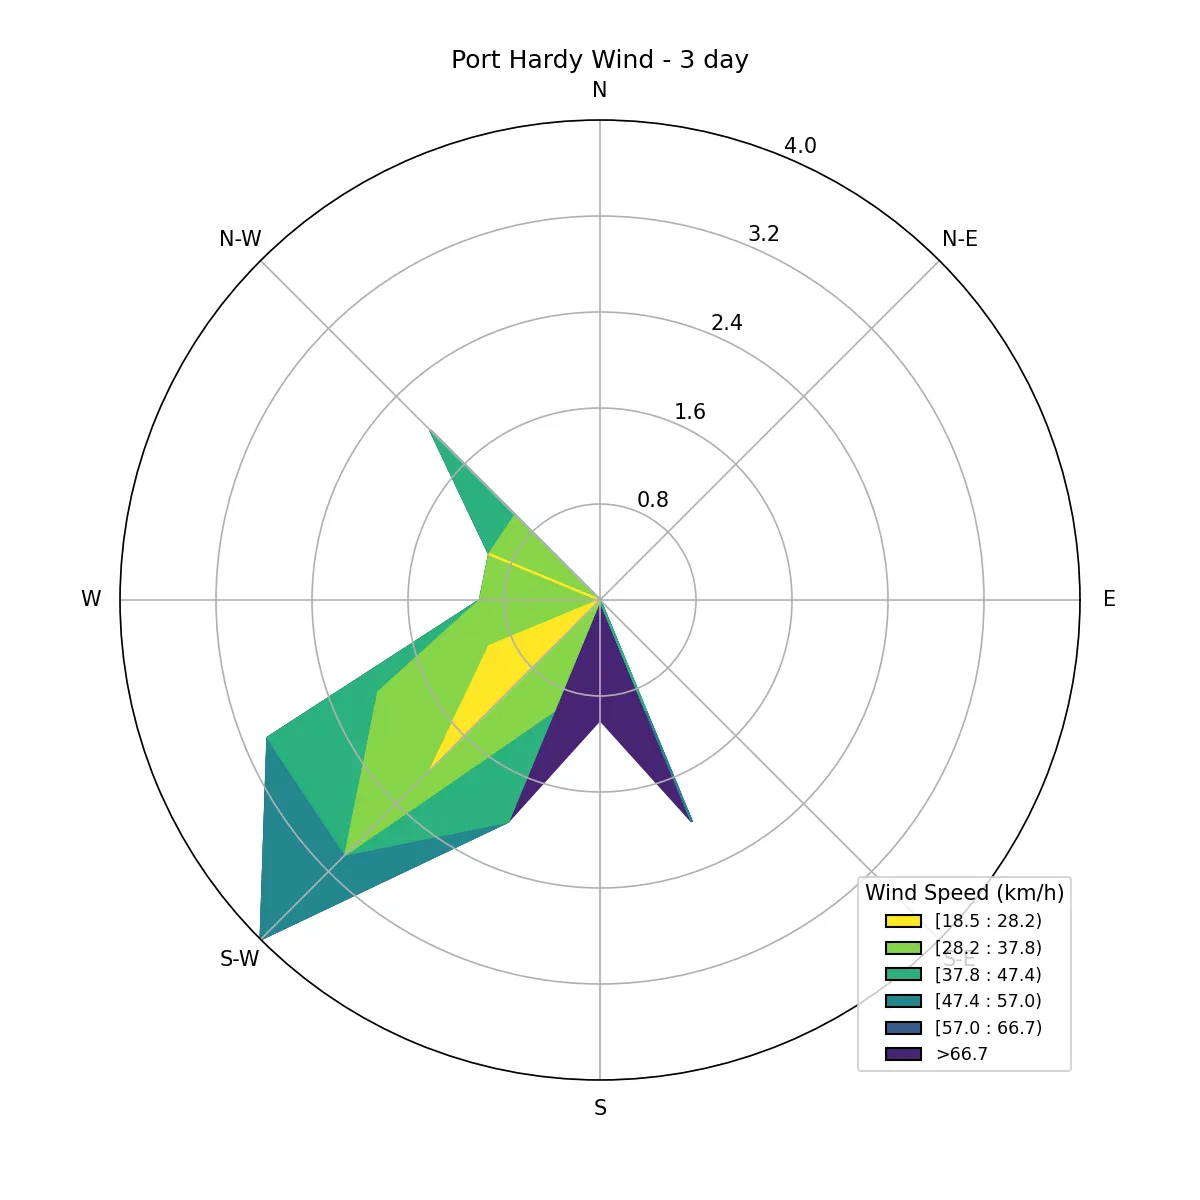 Port Hardy Wind - 3 day
N
4.0
N-W
N-E
3.2
2.4
1.6
0.8
W
E
Wind Speed (km/h)
[18.5 : 28.2)
[28.2 : 37.8)
S-W
S-E
[37.8 : 47.4)
[47.4 : 57.0)
[57.0 : 66.7)
>66.7
S